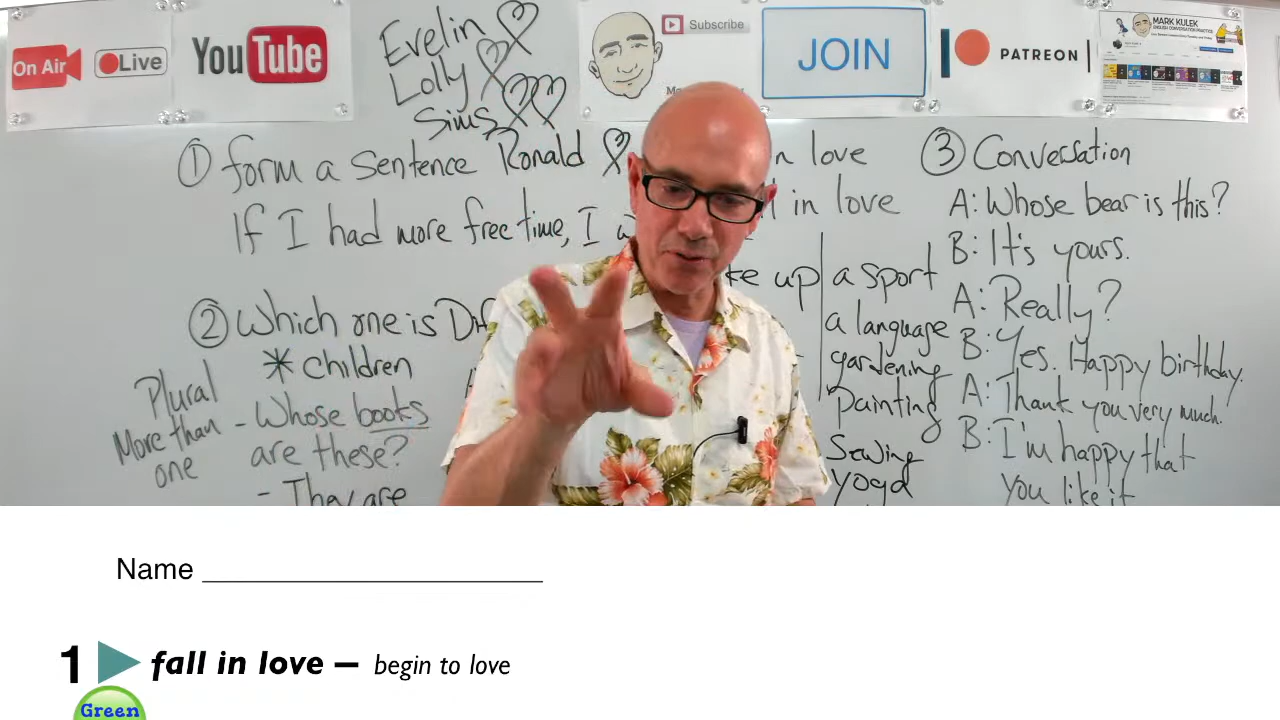 On Air
Live
YouTube
Evelin
Lolly
Sims
Subscribe
JOIN
PATREON
MARK KULEK
① form a sentence Ronald
If I had more free time, I
② Which one is
* children
Plural
More than
one
- Whose books
are these?
- They are
in love
in love
up
a sport
a language
gardening
painting
Sewing
yoga
③ Conversation
A: Whose bear is this?
B: It's yours.
A: Really?
B: Yes. Happy birthday.
A: Thank you very much.
B: I'm happy that
you like it
Name
1 fall in love — begin to love
Green